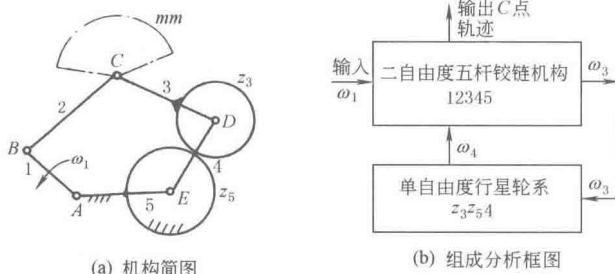 mm
C
3
z3
2
D
B
ω1
4
1
A
5
E
z5
(a) 机构简图
输出C点
轨迹
输入
ω1
二自由度五杆铰链机构
12345
ω3
ω4
单自由度行星轮系
z3z54
ω3
(b) 组成分析框图